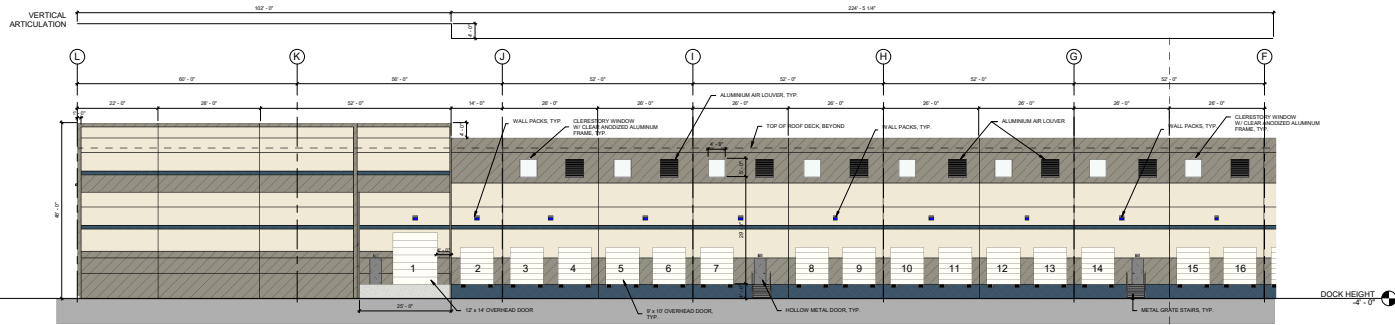 VERTICAL
ARTICULATION
102' - 0"
224' - 5 1/4"
4' - 0"
L
K
J
I
H
G
F
60' - 0"
56' - 0"
52' - 0"
52' - 0"
52' - 0"
52' - 0"
22' - 0"
28' - 0"
52' - 0"
14' - 0"
26' - 0"
26' - 0"
26' - 0"
26' - 0"
26' - 0"
26' - 0"
26' - 0"
26' - 0"
ALUMINIUM AIR LOUVER, TYP.
WALL PACKS, TYP.
CLERESTORY WINDOW
W/ CLEAR ANODIZED ALUMINUM
FRAME, TYP.
TOP OF ROOF DECK, BEYOND
WALL PACKS, TYP.
ALUMINIUM AIR LOUVER
WALL PACKS, TYP.
CLERESTORY WINDOW
W/ CLEAR ANODIZED ALUMINUM
FRAME, TYP.
4' - 0"
46' - 0"
1
2
3
4
5
6
7
8
9
10
11
12
13
14
15
16
25' - 0"
12' x 14' OVERHEAD DOOR
9' x 10' OVERHEAD DOOR,
TYP.
HOLLOW METAL DOOR, TYP.
METAL GRATE STAIRS, TYP.
DOCK HEIGHT
-4' - 0"